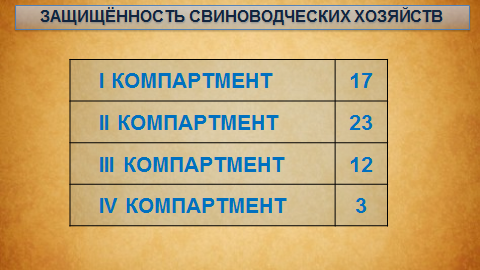 ЗАЩИЩЁННОСТЬ СВИНОВОДЧЕСКИХ ХОЗЯЙСТВ
I КОМПАРТМЕНТ 17
II КОМПАРТМЕНТ 23
III КОМПАРТМЕНТ 12
IV КОМПАРТМЕНТ 3